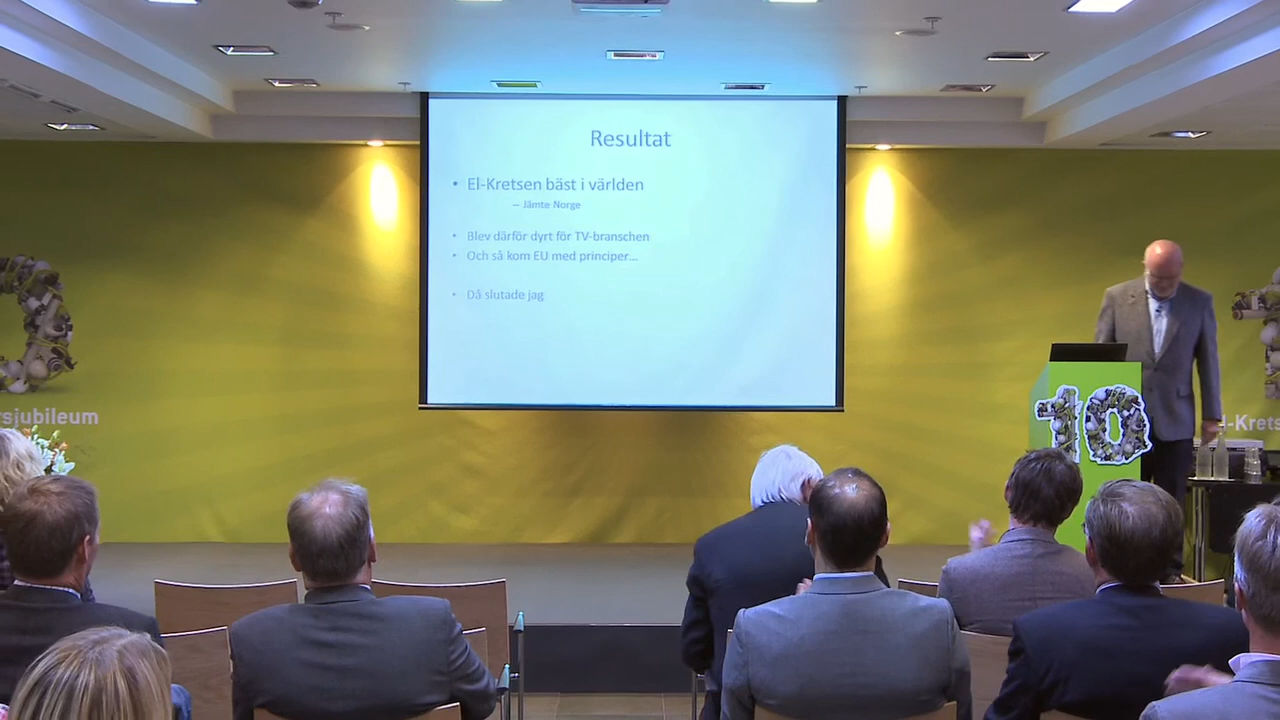 Resultat
• El-Kretsen bäst i världen
– Jämte Norge
• Blev därför dyrt för TV-branschen
• Och så kom EU med principer...
• Då slutade jag
10
rsjubileum
l-Krets